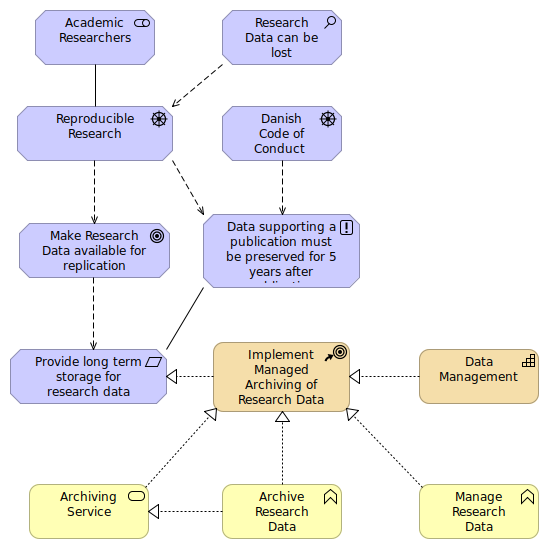 Academic
Researchers
Research
Data can be
lost
Reproducible
Research
Danish
Code of
Conduct
Make Research
Data available for
replication
Data supporting a
publication must
be preserved for 5
years after
Provide long term
storage for
research data
Implement
Managed
Archiving of
Research Data
Data
Management
Archiving
Service
Archive
Research
Data
Manage
Research
Data